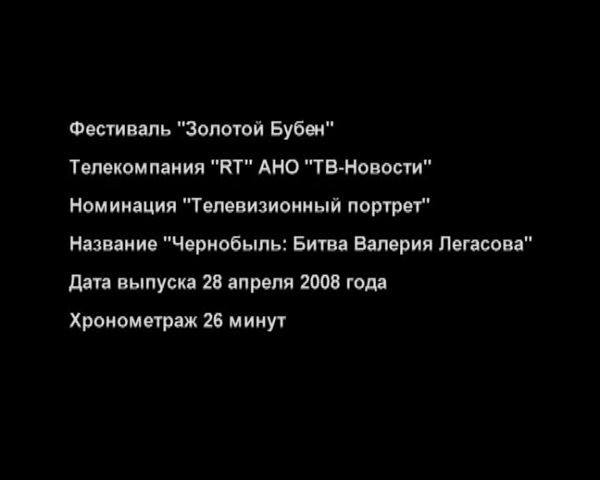 Фестиваль "Золотой Бубен"
Телекомпания "RT" АНО "ТВ-Новости"
Номинация "Телевизионный портрет"
Название "Чернобыль: Битва Валерия Легасова"
Дата выпуска 28 апреля 2008 года
Хронометраж 26 минут